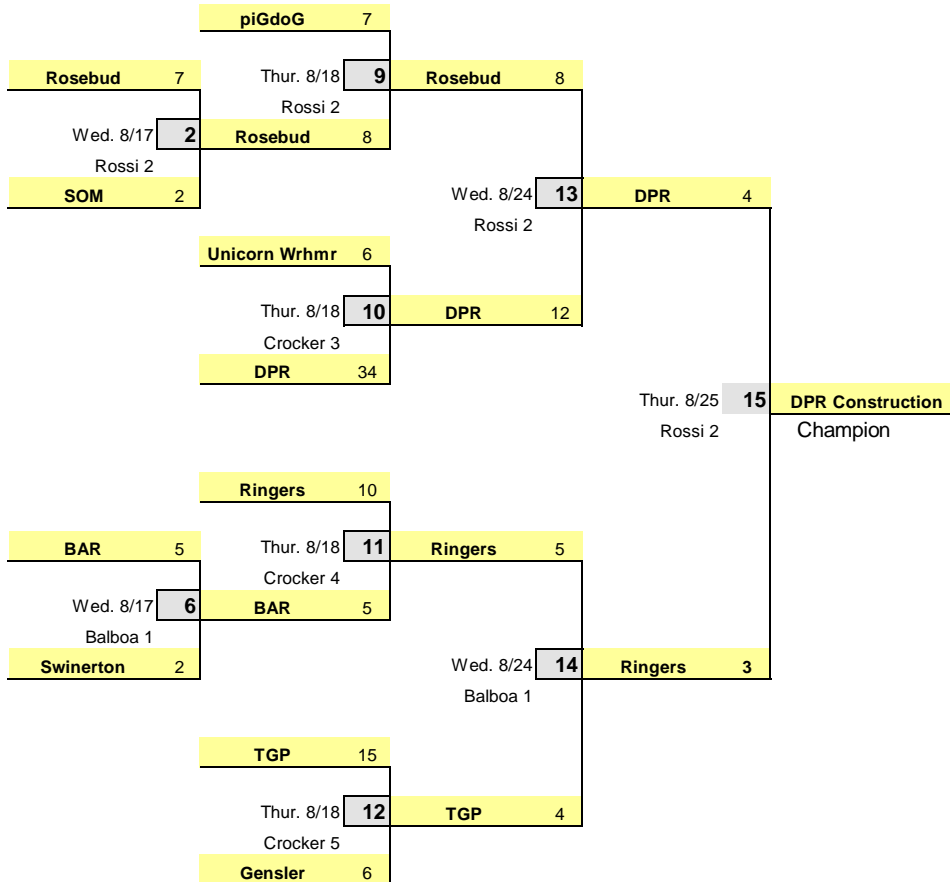 piGdoG 7
Rosebud 7
Thur. 8/18 9 Rosebud 8
Rossi 2
Wed. 8/17 2 Rosebud 8
Rossi 2
SOM 2
Wed. 8/24 13 DPR 4
Rossi 2
Unicorn Wrhmr 6
Thur. 8/18 10 DPR 12
Crocker 3
DPR 34
Thur. 8/25 15 DPR Construction
Rossi 2 Champion
Ringers 10
BAR 5
Thur. 8/18 11 Ringers 5
Crocker 4
Wed. 8/17 6 BAR 5
Balboa 1
Swinerton 2
Wed. 8/24 14 Ringers 3
Balboa 1
TGP 15
Thur. 8/18 12 TGP 4
Crocker 5
Gensler 6